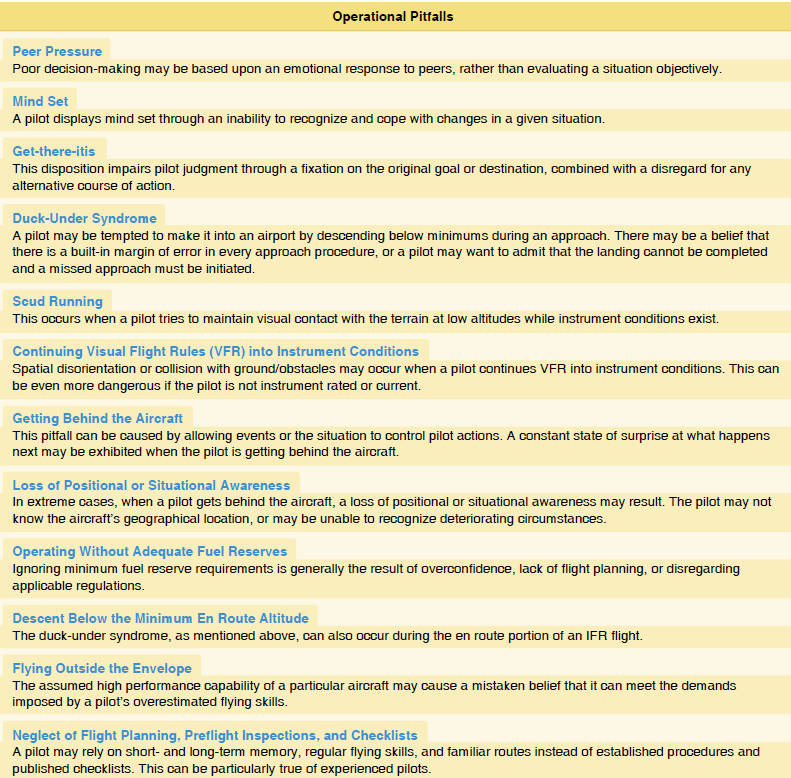 Operational Pitfalls
Peer Pressure
Poor decision-making may be based upon an emotional response to peers, rather than evaluating a situation objectively.
Mind Set
A pilot displays mind set through an inability to recognize and cope with changes in a given situation.
Get-there-itis
This disposition impairs pilot judgment through a fixation on the original goal or destination, combined with a disregard for any
alternative course of action.
Duck-Under Syndrome
A pilot may be tempted to make it into an airport by descending below minimums during an approach. There may be a belief that
there is a built-in margin of error in every approach procedure, or a pilot may want to admit that the landing cannot be completed
and a missed approach must be initiated.
Scud Running
This occurs when a pilot tries to maintain visual contact with the terrain at low altitudes while instrument conditions exist.
Continuing Visual Flight Rules (VFR) into Instrument Conditions
Spatial disorientation or collision with ground/obstacles may occur when a pilot continues VFR into instrument conditions. This can
be even more dangerous if the pilot is not instrument rated or current.
Getting Behind the Aircraft
This pitfall can be caused by allowing events or the situation to control pilot actions. A constant state of surprise at what happens
next may be exhibited when the pilot is getting behind the aircraft.
Loss of Positional or Situational Awareness
In extreme cases, when a pilot gets behind the aircraft, a loss of positional or situational awareness may result. The pilot may not
know the aircraft's geographical location, or may be unable to recognize deteriorating circumstances.
Operating Without Adequate Fuel Reserves
Ignoring minimum fuel reserve requirements is generally the result of overconfidence, lack of flight planning, or disregarding
applicable regulations.
Descent Below the Minimum En Route Altitude
The duck-under syndrome, as mentioned above, can also occur during the en route portion of an IFR flight.
Flying Outside the Envelope
The assumed high performance capability of a particular aircraft may cause a mistaken belief that it can meet the demands
imposed by a pilot's overestimated flying skills.
Neglect of Flight Planning, Preflight Inspections, and Checklists
A pilot may rely on short- and long-term memory, regular flying skills, and familiar routes instead of established procedures and
published checklists. This can be particularly true of experienced pilots.